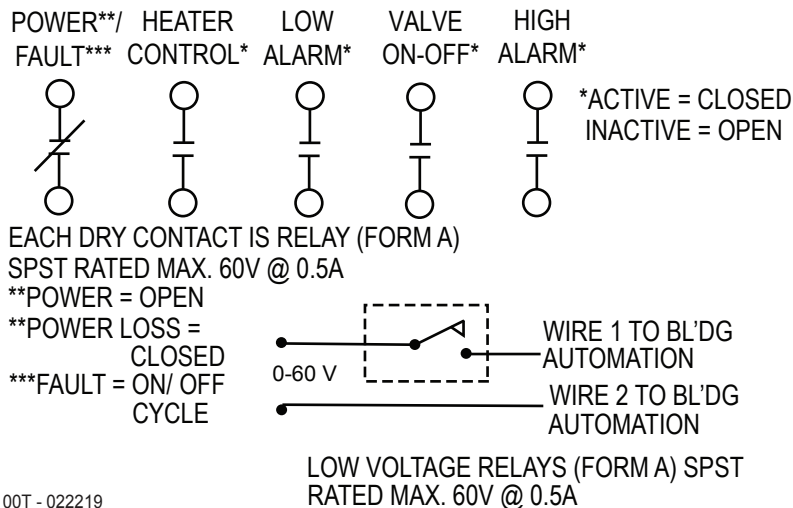 POWER**/ HEATER LOW VALVE HIGH
FAULT*** CONTROL* ALARM* ON-OFF* ALARM*
*ACTIVE = CLOSED
INACTIVE = OPEN
EACH DRY CONTACT IS RELAY (FORM A)
SPST RATED MAX. 60V @ 0.5A
**POWER = OPEN
**POWER LOSS =
CLOSED
***FAULT = ON/ OFF
CYCLE
0-60 V
WIRE 1 TO BL'DG
AUTOMATION
WIRE 2 TO BL'DG
AUTOMATION
LOW VOLTAGE RELAYS (FORM A) SPST
RATED MAX. 60V @ 0.5A
00T - 022219